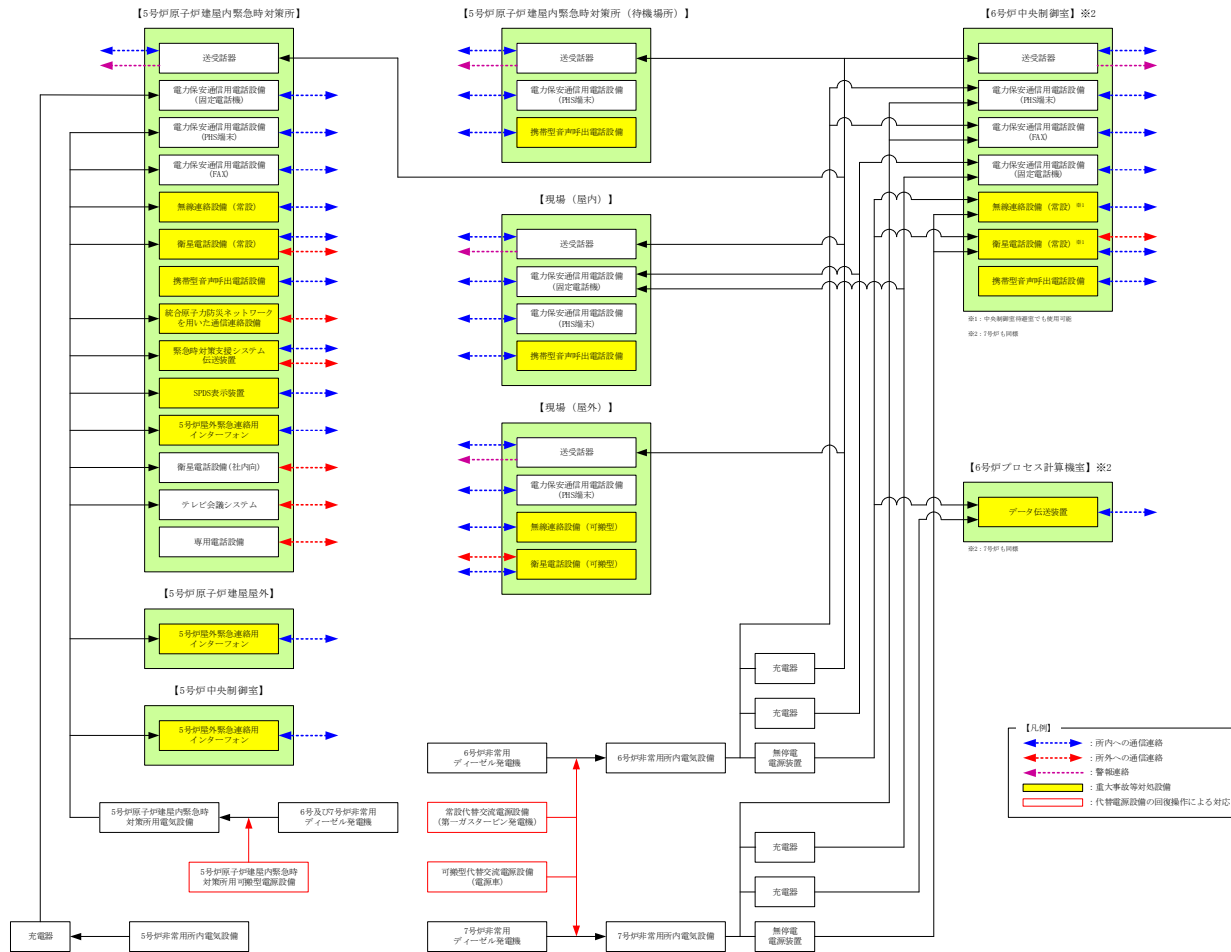 【5号炉原子炉建屋内緊急時対策所】
送受話器
電力保安通信用電話設備
(固定電話機)
電力保安通信用電話設備
(PHS端末)
電力保安通信用電話設備
(FAX)
無線連絡設備(常設)
衛星電話設備(常設)
携帯型音声呼出電話設備
統合原子力防災ネットワーク
を用いた通信連絡設備
緊急時対策支援システム
伝送装置
SPDS表示装置
5号炉屋外緊急連絡用
インターフォン
衛星電話設備(社内向)
テレビ会議システム
専用電話設備
【5号炉原子炉建屋屋外】
5号炉屋外緊急連絡用
インターフォン
【5号炉中央制御室】
5号炉屋外緊急連絡用
インターフォン
5号炉原子炉建屋内緊急時
対策所用電気設備
6号及び7号炉非常用
ディーゼル発電機
5号炉原子炉建屋内緊急時
対策所用可搬型電源設備
充電器
5号炉非常用所内電気設備
【5号炉原子炉建屋内緊急時対策所(待機場所)】
送受話器
電力保安通信用電話設備
(PHS端末)
携帯型音声呼出電話設備
【現場(屋内)】
送受話器
電力保安通信用電話設備
(固定電話機)
電力保安通信用電話設備
(PHS端末)
携帯型音声呼出電話設備
【現場(屋外)】
送受話器
電力保安通信用電話設備
(PHS端末)
無線連絡設備(可搬型)
衛星電話設備(可搬型)
6号炉非常用
ディーゼル発電機
常設代替交流電源設備
(第一ガスタービン発電機)
可搬型代替交流電源設備
(電源車)
7号炉非常用
ディーゼル発電機
6号炉非常用所内電気設備
7号炉非常用所内電気設備
充電器
充電器
無停電
電源装置
充電器
充電器
無停電
電源装置
【6号炉中央制御室】※2
送受話器
電力保安通信用電話設備
(PHS端末)
電力保安通信用電話設備
(FAX)
電力保安通信用電話設備
(固定電話機)
無線連絡設備(常設)※1
衛星電話設備(常設)※1
携帯型音声呼出電話設備
※1:中央制御室待避室でも使用可能
※2:7号炉も同様
【6号炉プロセス計算機室】※2
データ伝送装置
※2:7号炉も同様
【凡例】
:所内への通信連絡
:所外への通信連絡
:警報連絡
:重大事故等対処設備
:代替電源設備の回復操作による対応